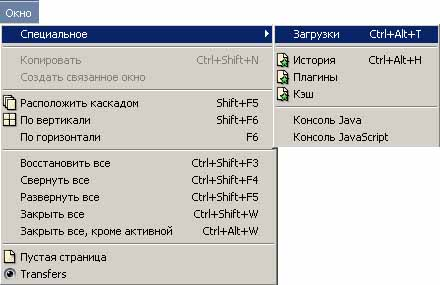 Окно
Специальное
Загрузки Ctrl+Alt+T
Копировать Ctrl+Shift+N
История Ctrl+Alt+H
Создать связанное окно
Плагины
Кэш
Расположить каскадом Shift+F5
По вертикали Shift+F6
Консоль Java
По горизонтали F6
Консоль JavaScript
Восстановить все Ctrl+Shift+F3
Свернуть все Ctrl+Shift+F4
Развернуть все Ctrl+Shift+F5
Закрыть все Ctrl+Shift+W
Закрыть все, кроме активной Ctrl+Alt+W
Пустая страница
Transfers